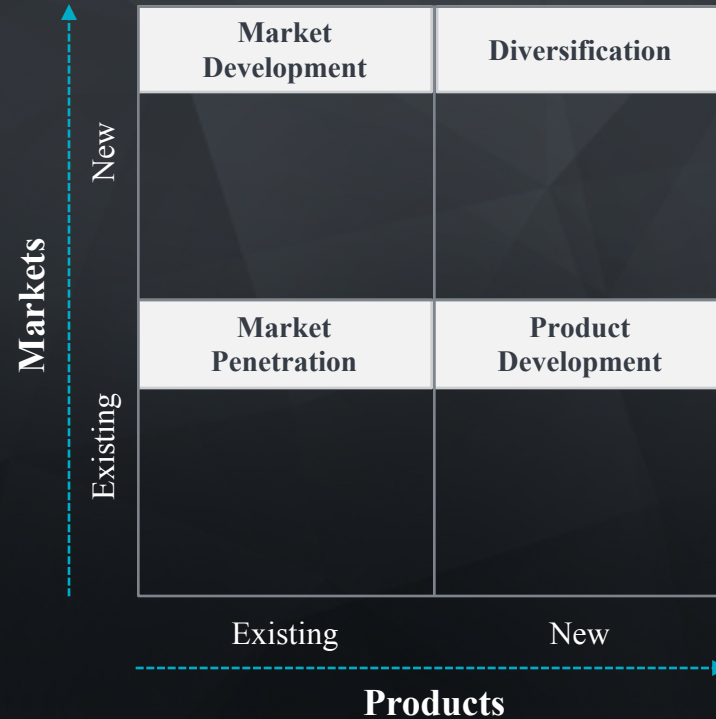 Market
Development
Diversification
New
Markets
Market
Penetration
Product
Development
Existing
Existing
New
Products